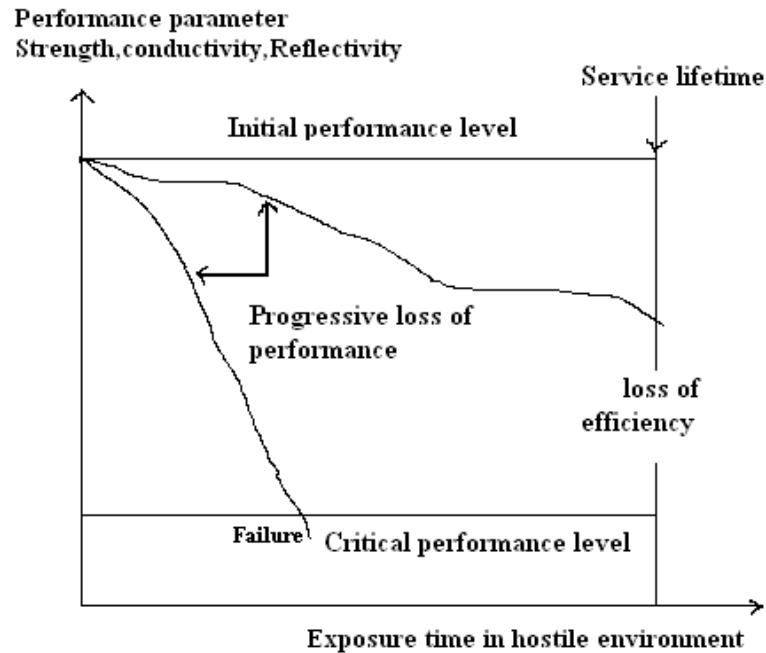 Performance parameter
Strength,conductivity,Reflectivity
Service lifetime
Initial performance level
Progressive loss of
performance
loss of
efficiency
Failure
Critical performance level
Exposure time in hostile environment